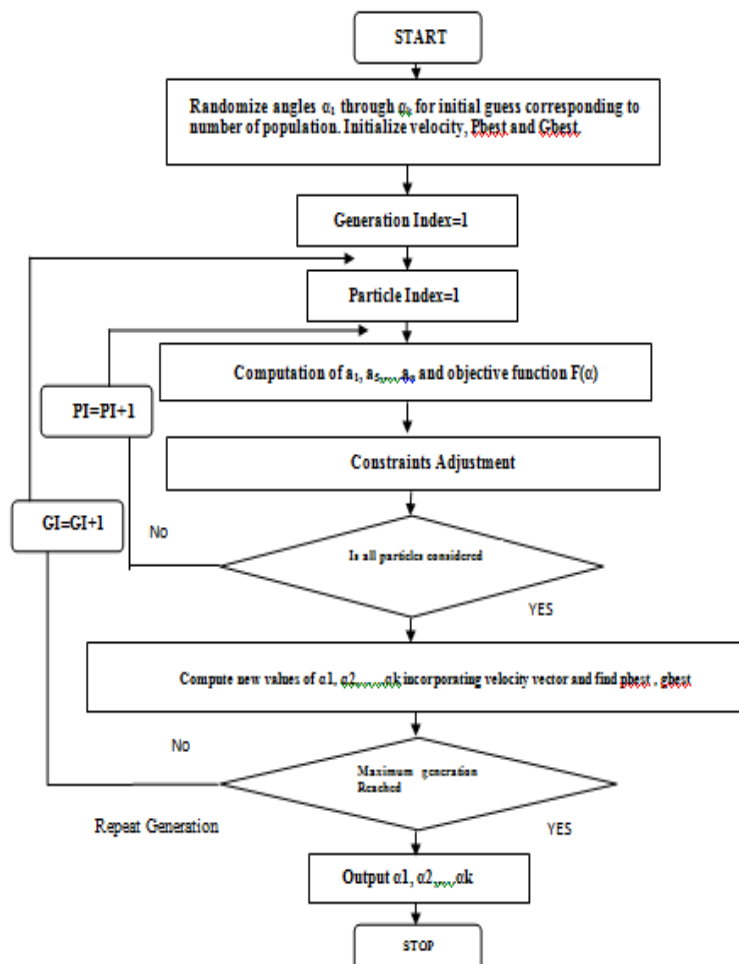 START
Randomize angles α₁ through αₖ for initial guess corresponding to
number of population. Initialize velocity, Pbest and Gbest.
Generation Index=1
Particle Index=1
Computation of a₁, a₅,...,aₙ and objective function F(α)
PI=PI+1
Constraints Adjustment
GI=GI+1
No
Is all particles considered
YES
Compute new values of α1, α2,......,αk incorporating velocity vector and find pbest , gbest
No
Maximum generation
Reached
Repeat Generation
YES
Output α1, α2,...,αk
STOP